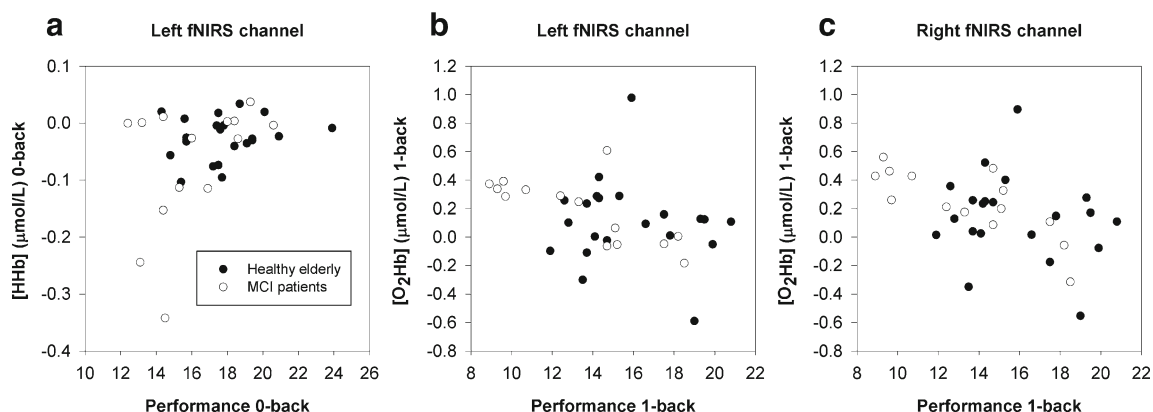 a Left fNIRS channel
[HHb] (μmol/L) 0-back
0.1
0.0
-0.1
-0.2
-0.3
-0.4
Healthy elderly
MCI patients
10 12 14 16 18 20 22 24 26
Performance 0-back
b Left fNIRS channel
[O₂Hb] (μmol/L) 1-back
1.2
1.0
0.8
0.6
0.4
0.2
0.0
-0.2
-0.4
-0.6
-0.8
8 10 12 14 16 18 20 22
Performance 1-back
c Right fNIRS channel
[O₂Hb] (μmol/L) 1-back
1.2
1.0
0.8
0.6
0.4
0.2
0.0
-0.2
-0.4
-0.6
-0.8
8 10 12 14 16 18 20 22
Performance 1-back